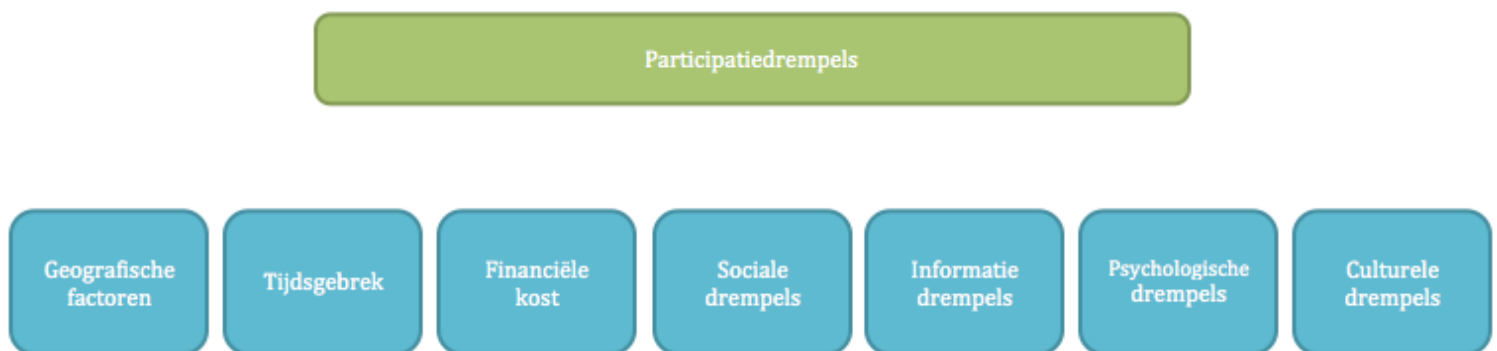 Participatiedrempels
Geografische
factoren
Tijdsgebrek
Financiële
kost
Sociale
drempels
Informatie
drempels
Psychologische
drempels
Culturele
drempels